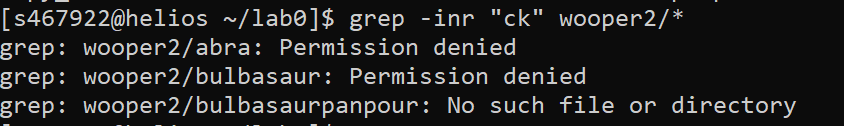 [s467922@helios ~/lab0]$ grep -inr "ck" wooper2/*
grep: wooper2/abra: Permission denied
grep: wooper2/bulbasaur: Permission denied
grep: wooper2/bulbasaurpanpour: No such file or directory